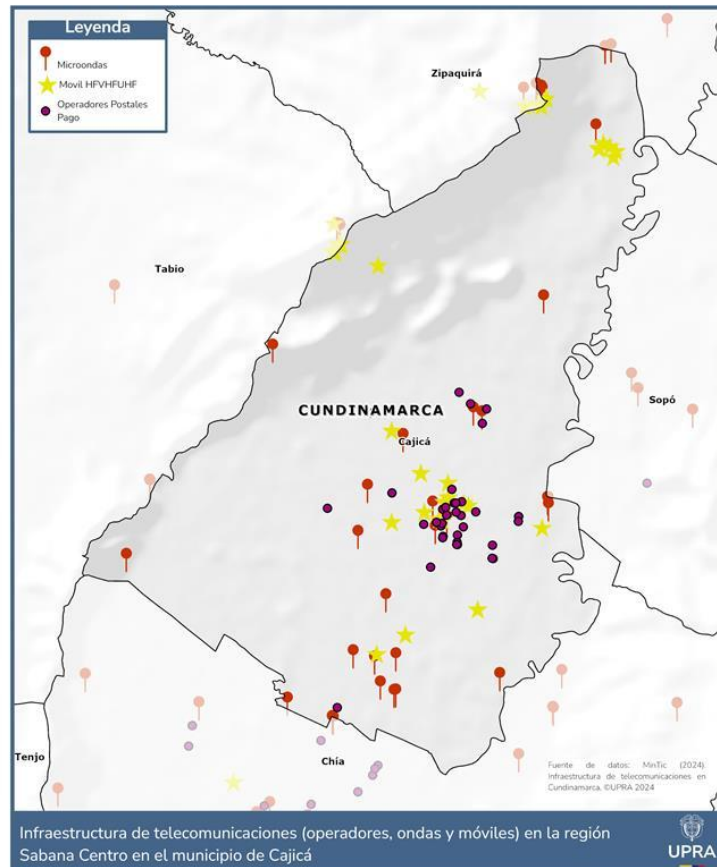 Leyenda
Microondas
Movil HFVHFUHF
Operadores Postales
Pago
Zipaquirá
Tabio
Sopó
CUNDINAMARCA
Cajicá
Tenjo
Chía
Fuente de datos: MinTic (2024).
Infraestructura de telecomunicaciones en
Cundinamarca, ©UPRA 2024
Infraestructura de telecomunicaciones (operadores, ondas y móviles) en la región
Sabana Centro en el municipio de Cajicá
UPRA